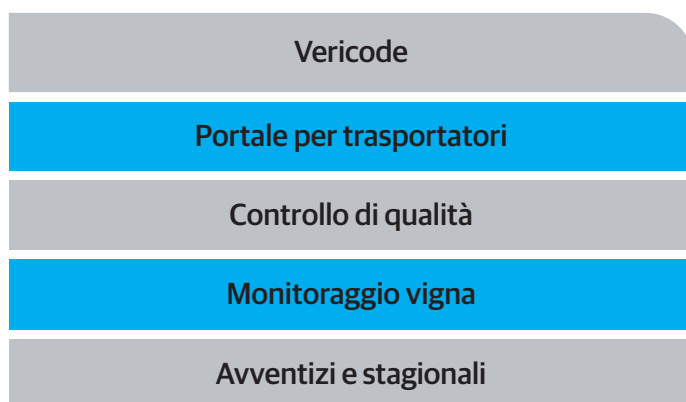 Vericode
Portale per trasportatori
Controllo di qualità
Monitoraggio vigna
Avventizi e stagionali